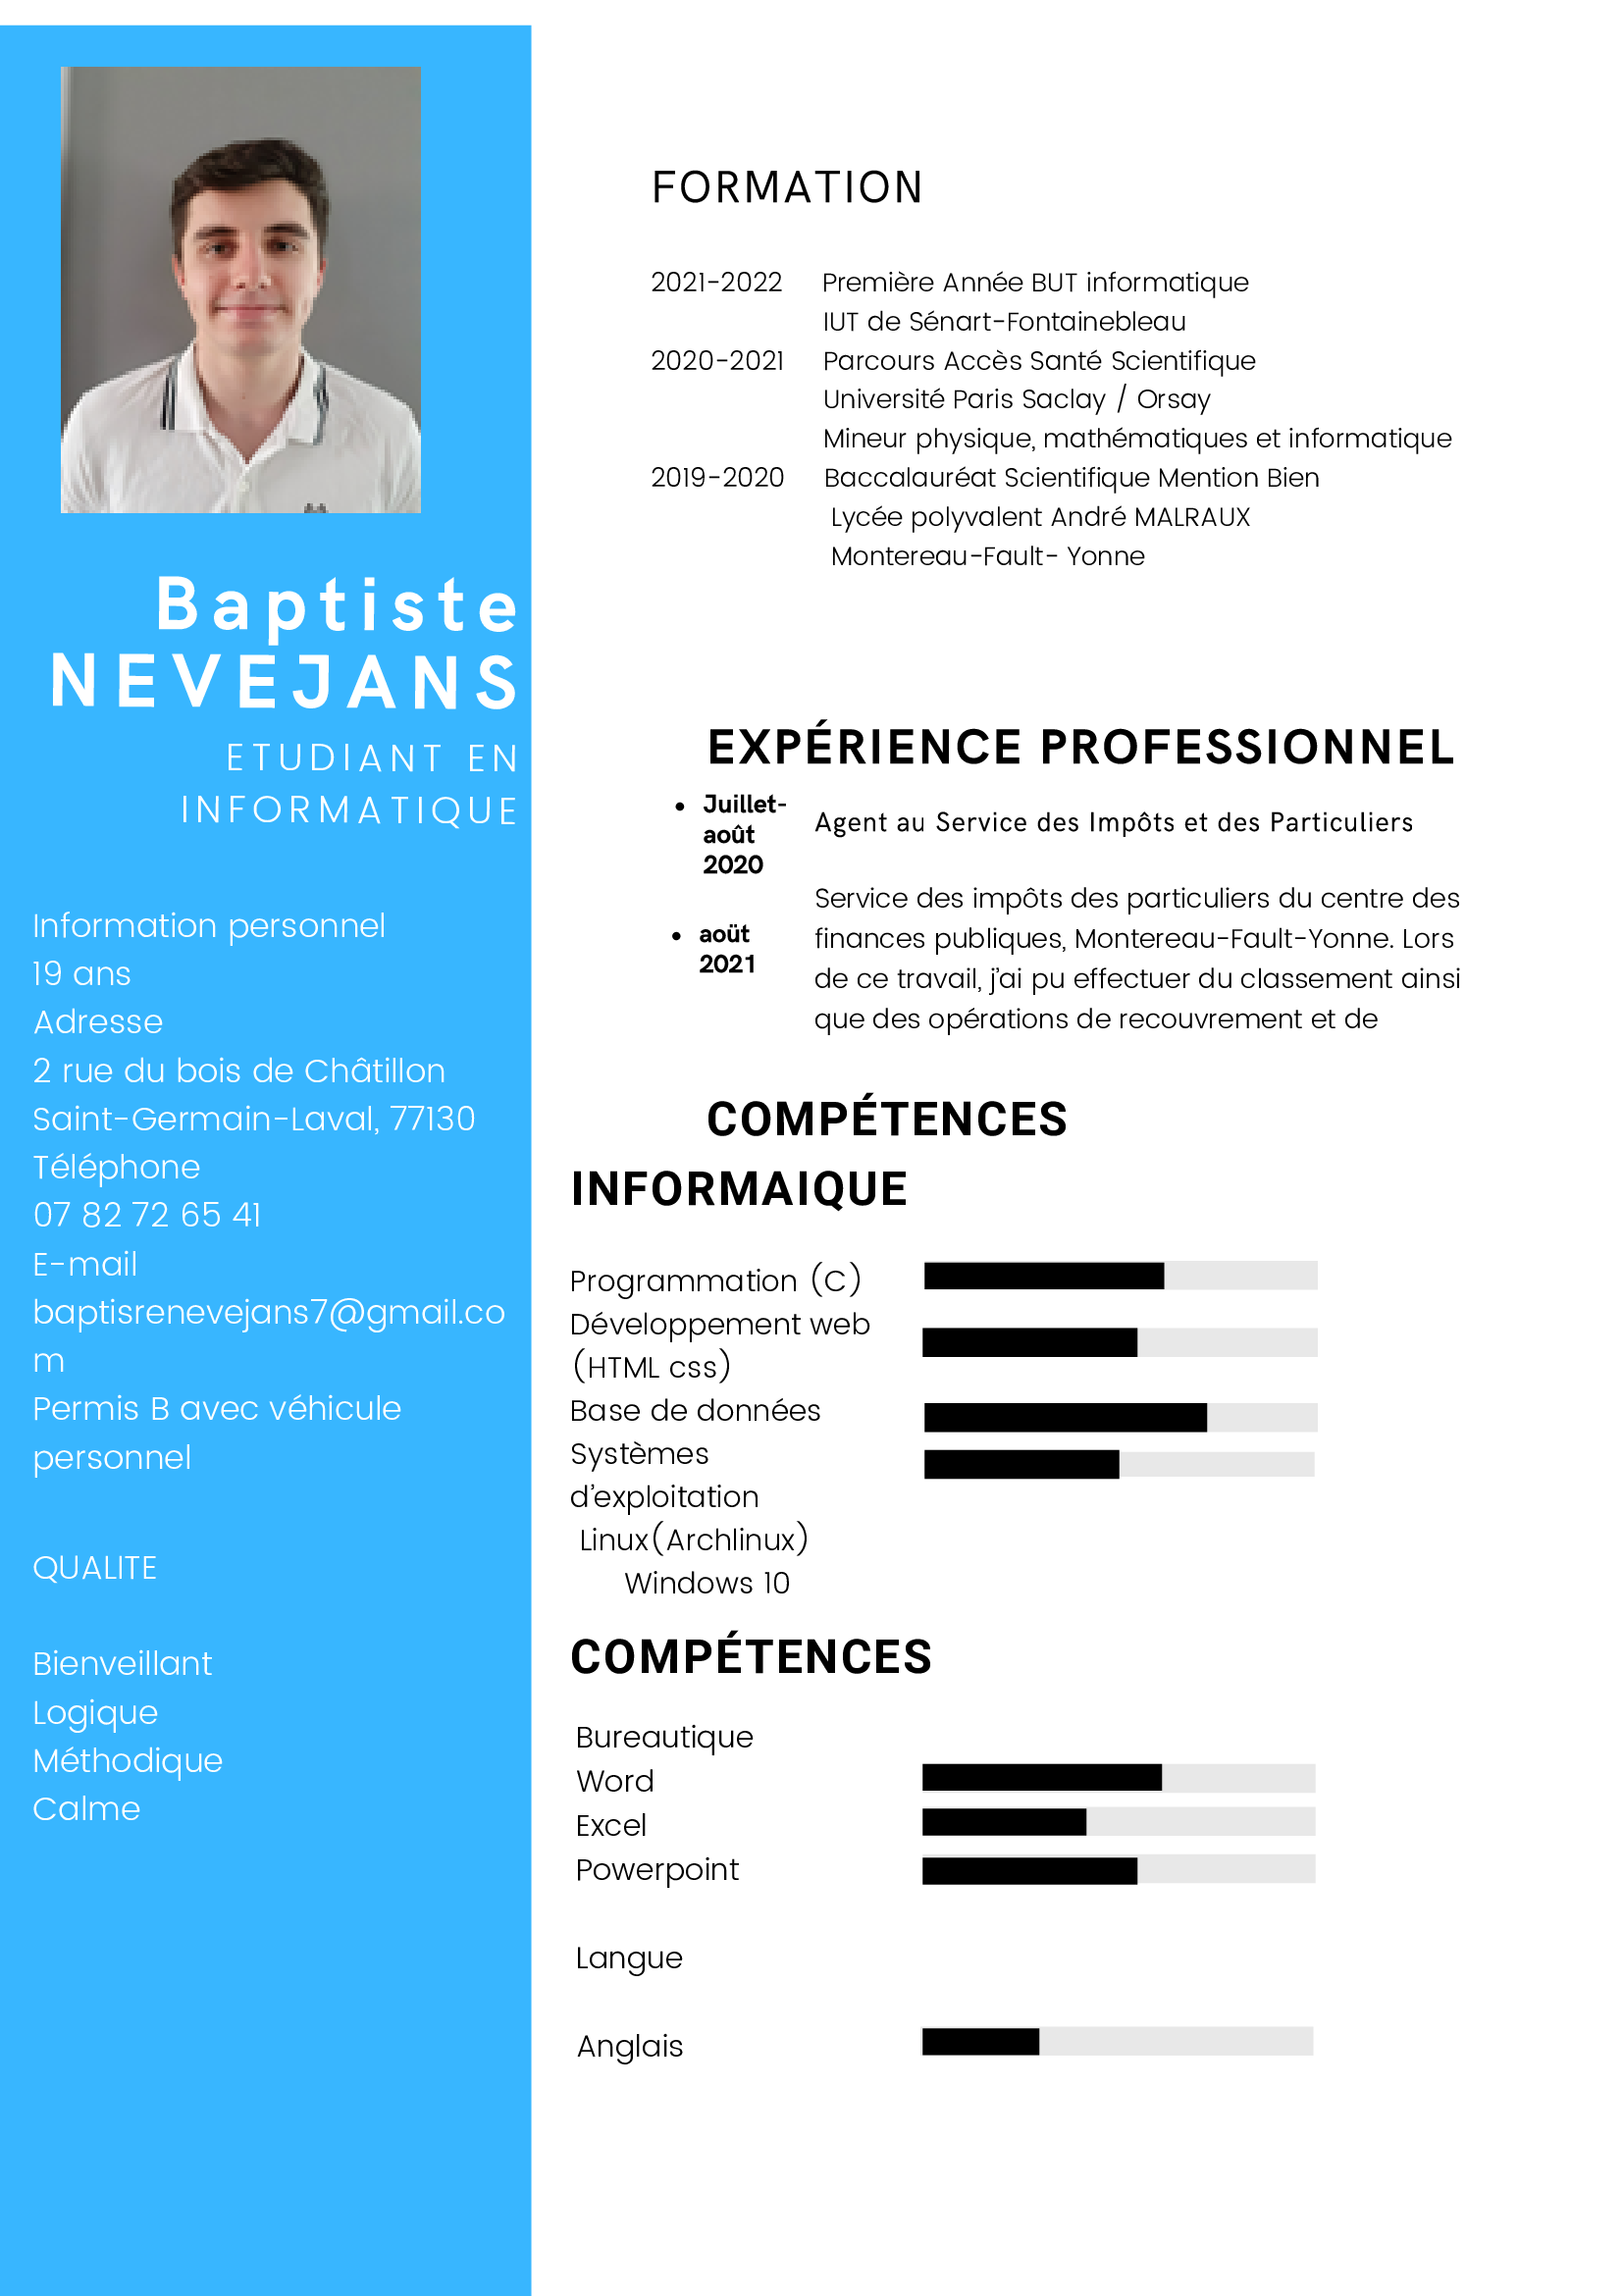 Baptiste
NEVEJANS
ETUDIANT EN
INFORMATIQUE
Information personnel
19 ans
Adresse
2 rue du bois de Châtillon
Saint-Germain-Laval, 77130
Téléphone
07 82 72 65 41
E-mail
baptisrenevejans7@gmail.co
m
Permis B avec véhicule
personnel
QUALITE
Bienveillant
Logique
Méthodique
Calme
FORMATION
2021-2022 Première Année BUT informatique
IUT de Sénart-Fontainebleau
2020-2021 Parcours Accès Santé Scientifique
Université Paris Saclay / Orsay
Mineur physique, mathématiques et informatique
2019-2020 Baccalauréat Scientifique Mention Bien
Lycée polyvalent André MALRAUX
Montereau-Fault- Yonne
EXPÉRIENCE PROFESSIONNEL
• Juillet-
août
2020
• aoüt
2021
Agent au Service des Impôts et des Particuliers
Service des impôts des particuliers du centre des
finances publiques, Montereau-Fault-Yonne. Lors
de ce travail, j'ai pu effectuer du classement ainsi
que des opérations de recouvrement et de
COMPÉTENCES
INFORMAIQUE
Programmation (C)
Développement web
(HTML css)
Base de données
Systèmes
d'exploitation
Linux(Archlinux)
Windows 10
COMPÉTENCES
Bureautique
Word
Excel
Powerpoint
Langue
Anglais